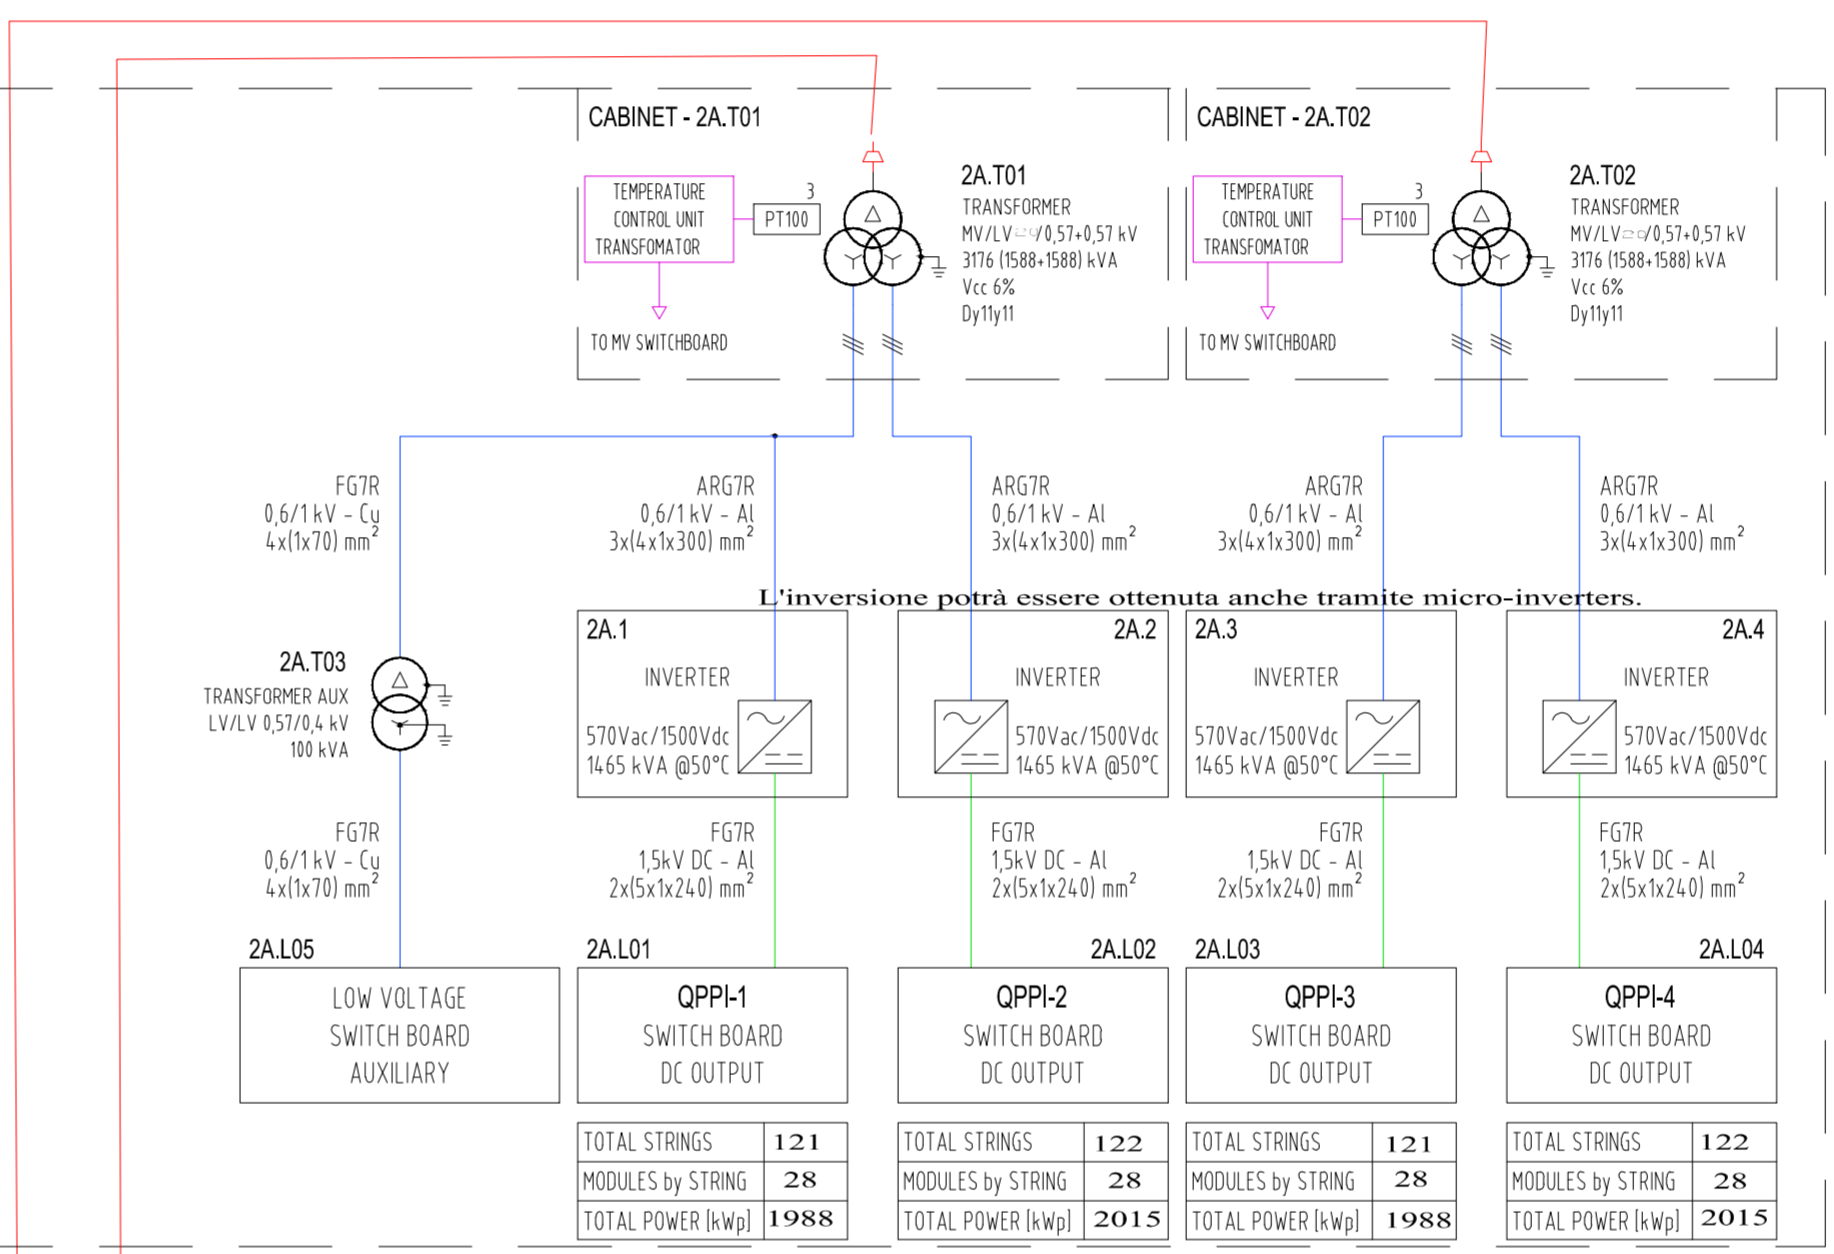 CABINET - 2A.T01
TEMPERATURE
CONTROL UNIT
TRANSFOMATOR
3
PT100
2A.T01
TRANSFORMER
MV/LV /0,57+0,57 kV
3176 (1588+1588) kVA
Vcc 6%
Dy11y11
TO MV SWITCHBOARD
CABINET - 2A.T02
TEMPERATURE
CONTROL UNIT
TRANSFOMATOR
3
PT100
2A.T02
TRANSFORMER
MV/LV /0,57+0,57 kV
3176 (1588+1588) kVA
Vcc 6%
Dy11y11
TO MV SWITCHBOARD
FG7R
0,6/1 kV - Cu
4x(1x70) mm²
ARG7R
0,6/1 kV - Al
3x(4x1x300) mm²
ARG7R
0,6/1 kV - Al
3x(4x1x300) mm²
ARG7R
0,6/1 kV - Al
3x(4x1x300) mm²
ARG7R
0,6/1 kV - Al
3x(4x1x300) mm²
L'inversione potrà essere ottenuta anche tramite micro-inverters.
2A.T03
TRANSFORMER AUX
LV/LV 0,57/0,4 kV
100 kVA
2A.1
INVERTER
570Vac/1500Vdc
1465 kVA @50°C
2A.2
INVERTER
570Vac/1500Vdc
1465 kVA @50°C
2A.3
INVERTER
570Vac/1500Vdc
1465 kVA @50°C
2A.4
INVERTER
570Vac/1500Vdc
1465 kVA @50°C
FG7R
0,6/1 kV - Cu
4x(1x70) mm²
FG7R
1,5kV DC - Al
2x(5x1x240) mm²
FG7R
1,5kV DC - Al
2x(5x1x240) mm²
FG7R
1,5kV DC - Al
2x(5x1x240) mm²
FG7R
1,5kV DC - Al
2x(5x1x240) mm²
2A.L05
LOW VOLTAGE
SWITCH BOARD
AUXILIARY
2A.L01
QPPI-1
SWITCH BOARD
DC OUTPUT
2A.L02
QPPI-2
SWITCH BOARD
DC OUTPUT
2A.L03
QPPI-3
SWITCH BOARD
DC OUTPUT
2A.L04
QPPI-4
SWITCH BOARD
DC OUTPUT
TOTAL STRINGS 121
MODULES by STRING 28
TOTAL POWER [kWp] 1988
TOTAL STRINGS 122
MODULES by STRING 28
TOTAL POWER [kWp] 2015
TOTAL STRINGS 121
MODULES by STRING 28
TOTAL POWER [kWp] 1988
TOTAL STRINGS 122
MODULES by STRING 28
TOTAL POWER [kWp] 2015